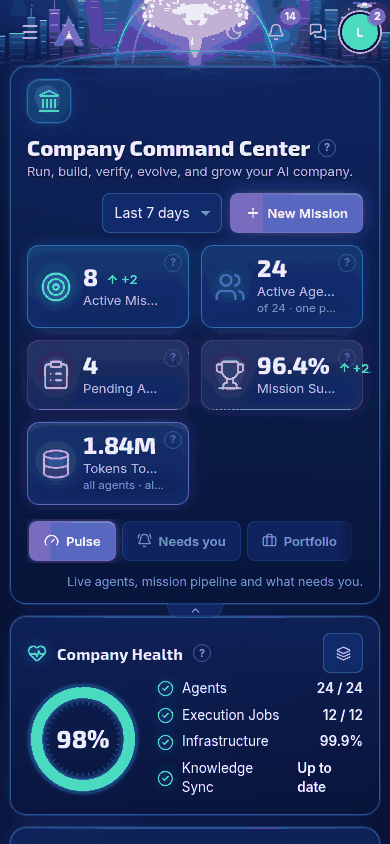 14
L
2
Company Command Center ?
Run, build, verify, evolve, and grow your AI company.
Last 7 days
+ New Mission
8 ↑ +2 ?
Active Mis...
24 ?
Active Age...
of 24 · one p...
4 ?
Pending A...
96.4% ↑ +2 ?
Mission Su...
1.84M ?
Tokens To...
all agents · al...
Pulse
Needs you
Portfolio
Live agents, mission pipeline and what needs you.
Company Health ?
98%
Agents 24 / 24
Execution Jobs 12 / 12
Infrastructure 99.9%
Knowledge Sync Up to date